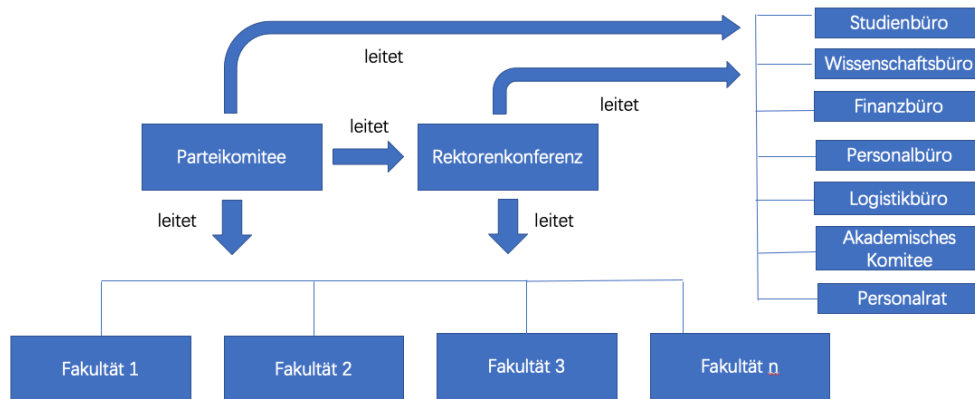 Studienbüro
leitet
Wissenschaftsbüro
leitet
Finanzbüro
leitet
Parteikomitee
Rektorenkonferenz
Personalbüro
Logistikbüro
leitet
leitet
Akademisches
Komitee
Personalrat
Fakultät 1
Fakultät 2
Fakultät 3
Fakultät n